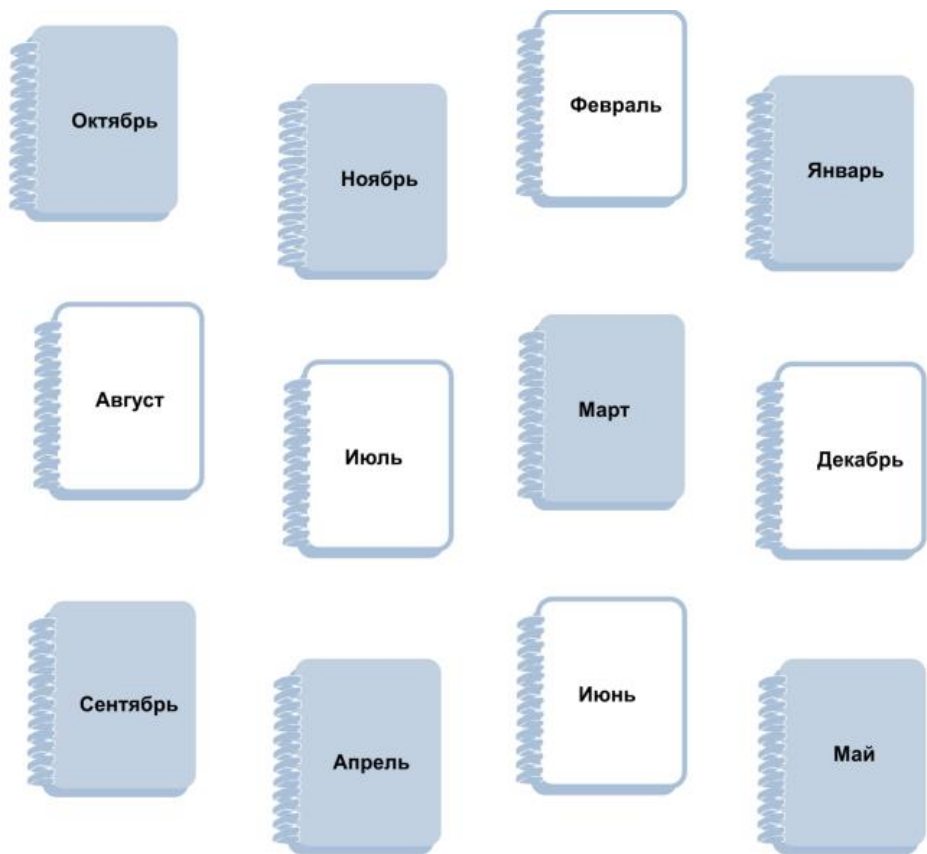 Октябрь
Ноябрь
Февраль
Январь
Август
Июль
Март
Декабрь
Сентябрь
Апрель
Июнь
Май